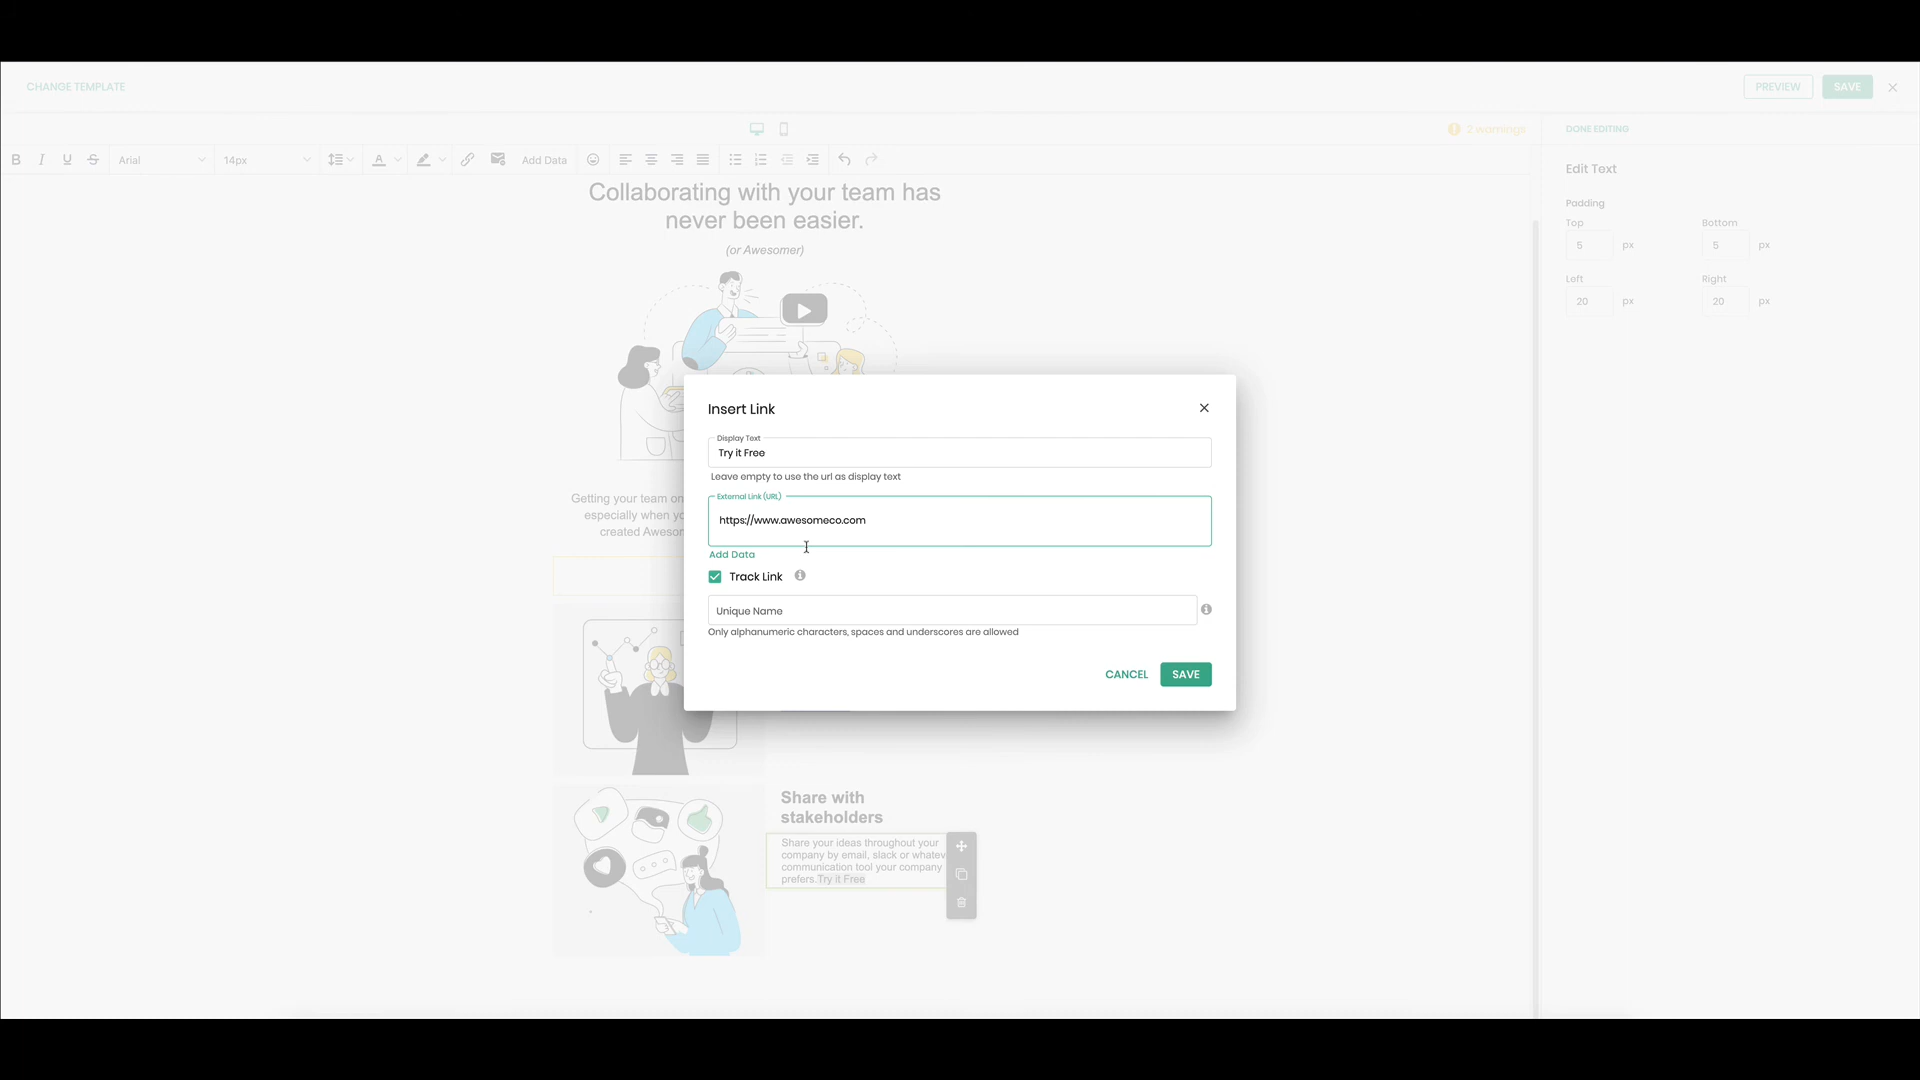 CHANGE TEMPLATE
PREVIEW
SAVE
2 warnings
DONE EDITING
Arial
14px
Add Data
Edit Text
Padding
Top
Bottom
5
px
5
px
Left
Right
20
px
20
px
Collaborating with your team has
never been easier.
(or Awesomer)
Getting your team on
especially when yo
created Aweso
Insert Link
Display Text
Try it Free
Leave empty to use the url as display text
External Link (URL)
https://www.awesomeco.com
Add Data
Track Link
Unique Name
Only alphanumeric characters, spaces and underscores are allowed
CANCEL
SAVE
Share with
stakeholders
Share your ideas throughout your
company by email, slack or whatev
communication tool your company
prefers.Try it Free